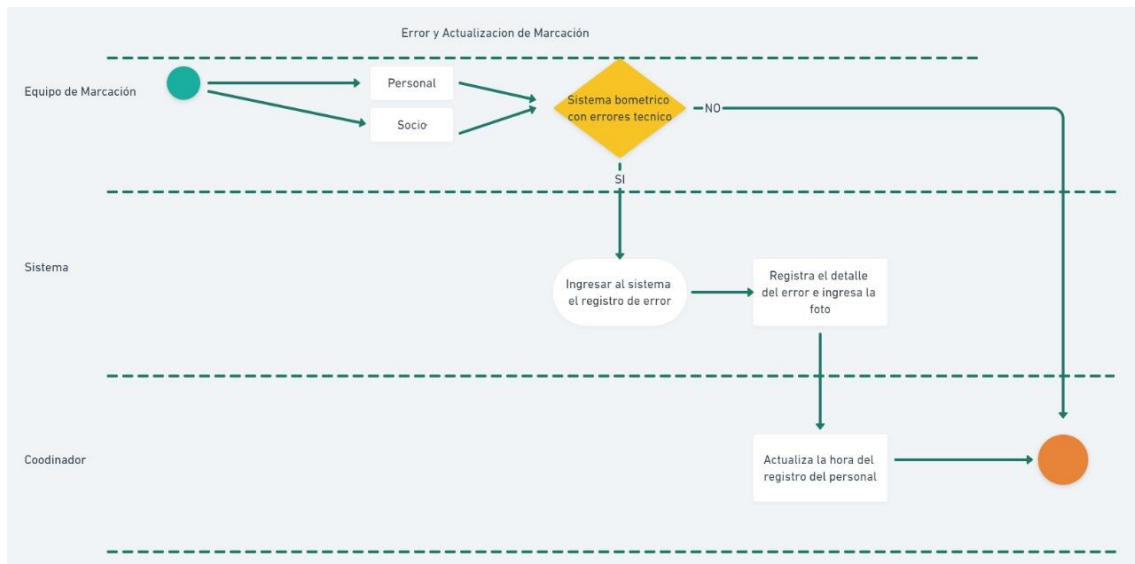 Error y Actualizacion de Marcación
Equipo de Marcación
Personal
Socio
Sistema bometrico
con errores tecnico
NO
SI
Sistema
Ingresar al sistema
el registro de error
Registra el detalle
del error e ingresa la
foto
Coodinador
Actualiza la hora del
registro del personal